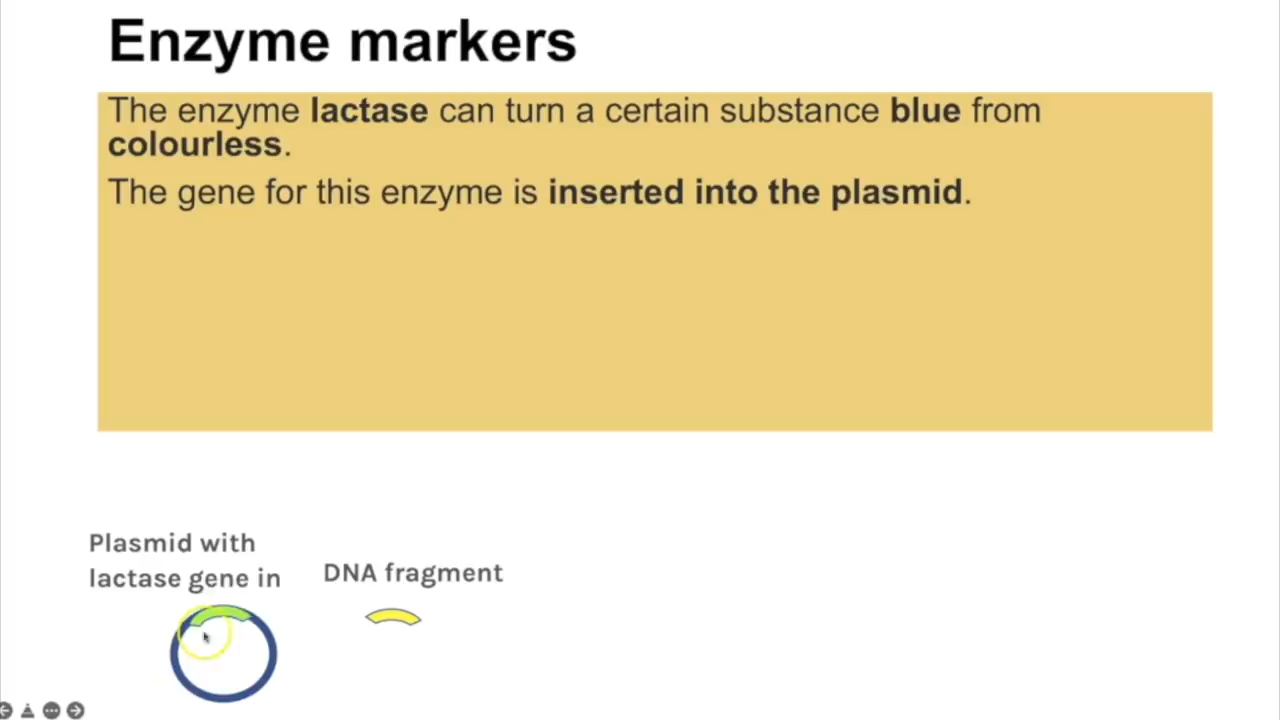 Enzyme markers
The enzyme lactase can turn a certain substance blue from
colourless.
The gene for this enzyme is inserted into the plasmid.
Plasmid with
lactase gene in
DNA fragment